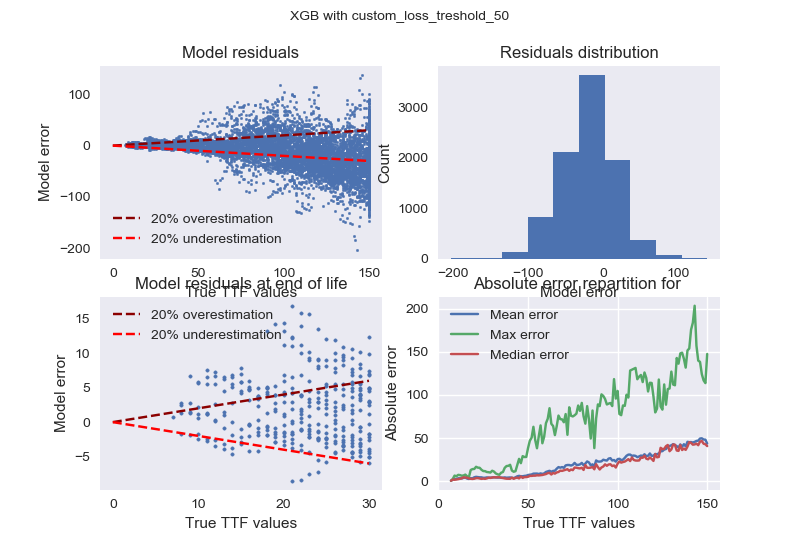 XGB with custom_loss_treshold_50
Model residuals
Model error
100
0
−100
−200
20% overestimation
20% underestimation
0
50
100
150
True TTF values
Residuals distribution
Count
3000
2000
1000
0
−200
−100
0
100
Model error
Model residuals at end of life
Model error
15
10
5
0
−5
20% overestimation
20% underestimation
0
10
20
30
True TTF values
Absolute error repartition for
Absolute error
200
150
100
50
0
Mean error
Max error
Median error
0
50
100
150
True TTF values